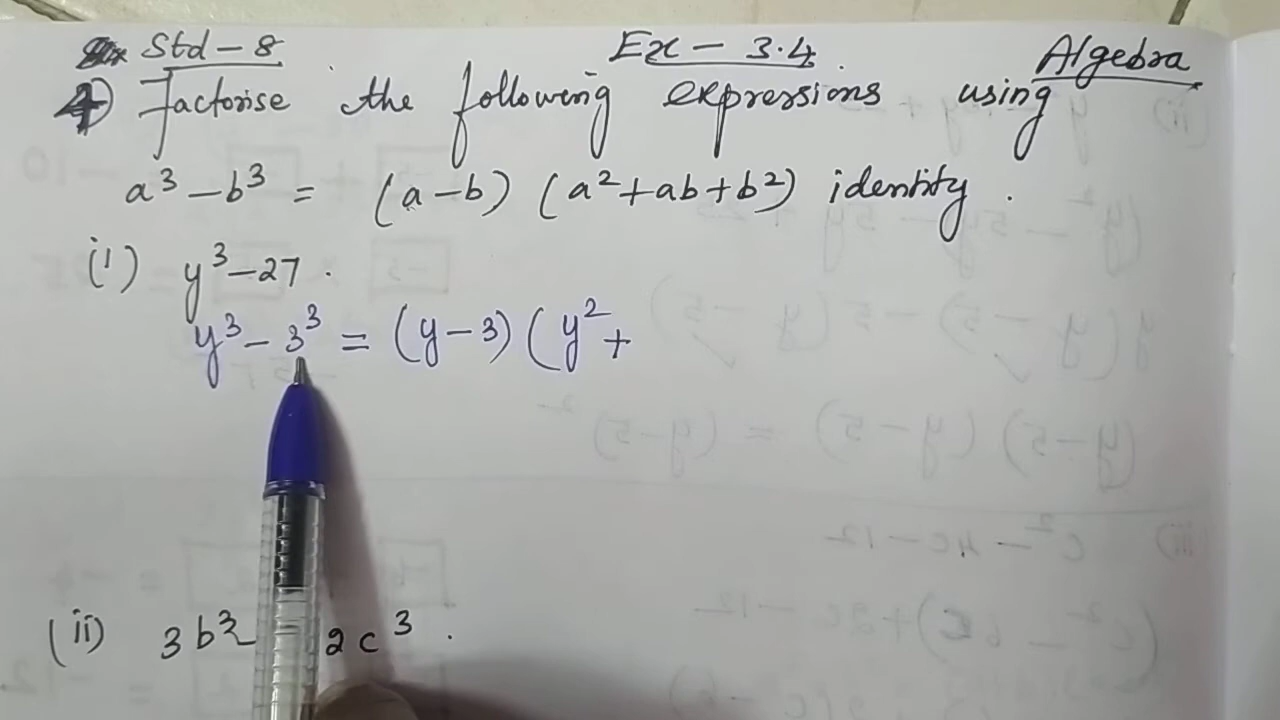 Std - 8 Ex - 3.4. Algebra
4) Factorise the following expressions using
a³ - b³ = (a - b) (a² + ab + b²) identity.
(i) y³ - 27.
y³ - 3³ = (y - 3) (y² +
(ii) 3b³ 2c³.